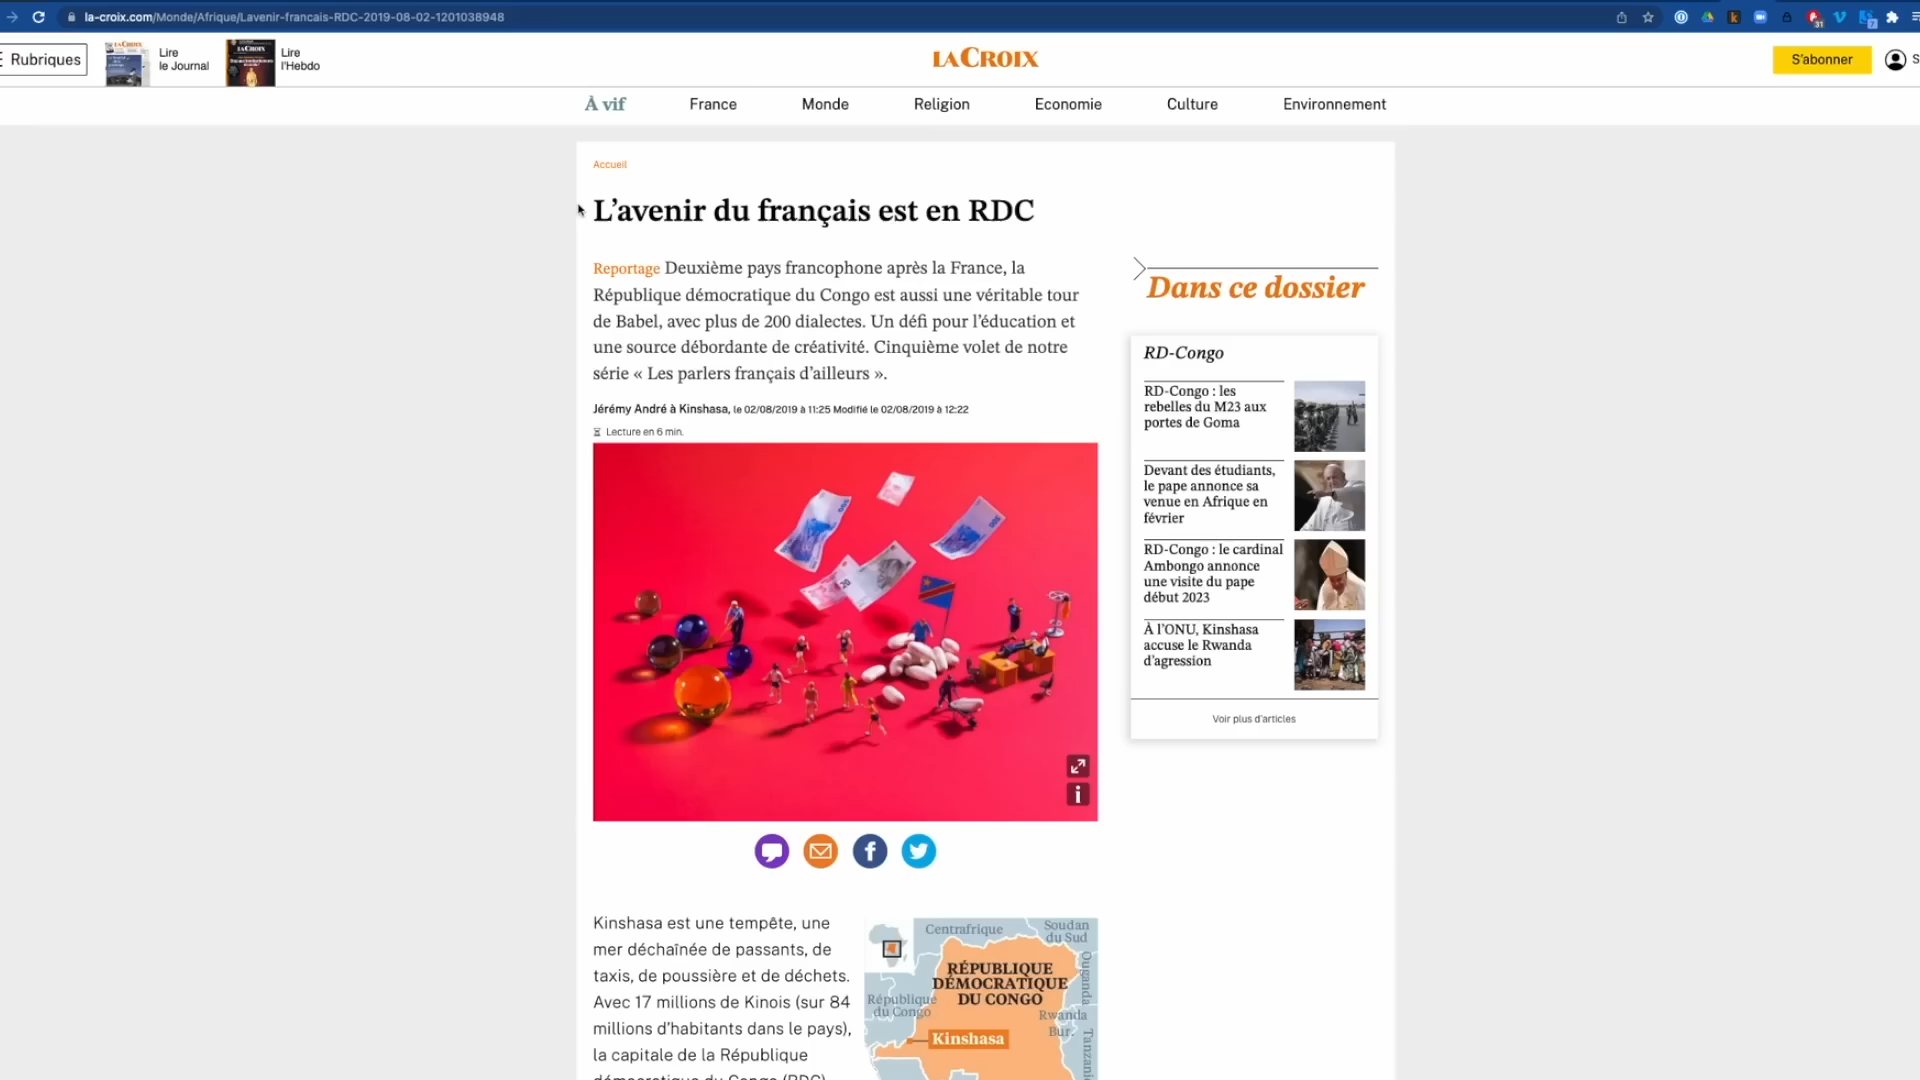 la-croix.com/Monde/Afrique/Lavenir-francais-RDC-2019-08-02-1201038948
Rubriques
Lire
le Journal
Lire
l'Hebdo
LA CROIX
S'abonner
À vif
France
Monde
Religion
Economie
Culture
Environnement
Accueil
L'avenir du français est en RDC
Reportage Deuxième pays francophone après la France, la
République démocratique du Congo est aussi une véritable tour
de Babel, avec plus de 200 dialectes. Un défi pour l'éducation et
une source débordante de créativité. Cinquième volet de notre
série « Les parlers français d'ailleurs ».
Jérémy André à Kinshasa, le 02/08/2019 à 11:25 Modifié le 02/08/2019 à 12:22
Lecture en 6 min.
Dans ce dossier
RD-Congo
RD-Congo : les
rebelles du M23 aux
portes de Goma
Devant des étudiants,
le pape annonce sa
venue en Afrique en
février
RD-Congo : le cardinal
Ambongo annonce
une visite du pape
début 2023
À l'ONU, Kinshasa
accuse le Rwanda
d'agression
Voir plus d'articles
Kinshasa est une tempête, une
mer déchaînée de passants, de
taxis, de poussière et de déchets.
Avec 17 millions de Kinois (sur 84
millions d'habitants dans le pays),
la capitale de la République
démocratique du Congo (RDC)
Centrafrique
Soudan
du Sud
Ouganda
RÉPUBLIQUE
DÉMOCRATIQUE
DU CONGO
République
du Congo
Rwanda
Bur.
Kinshasa